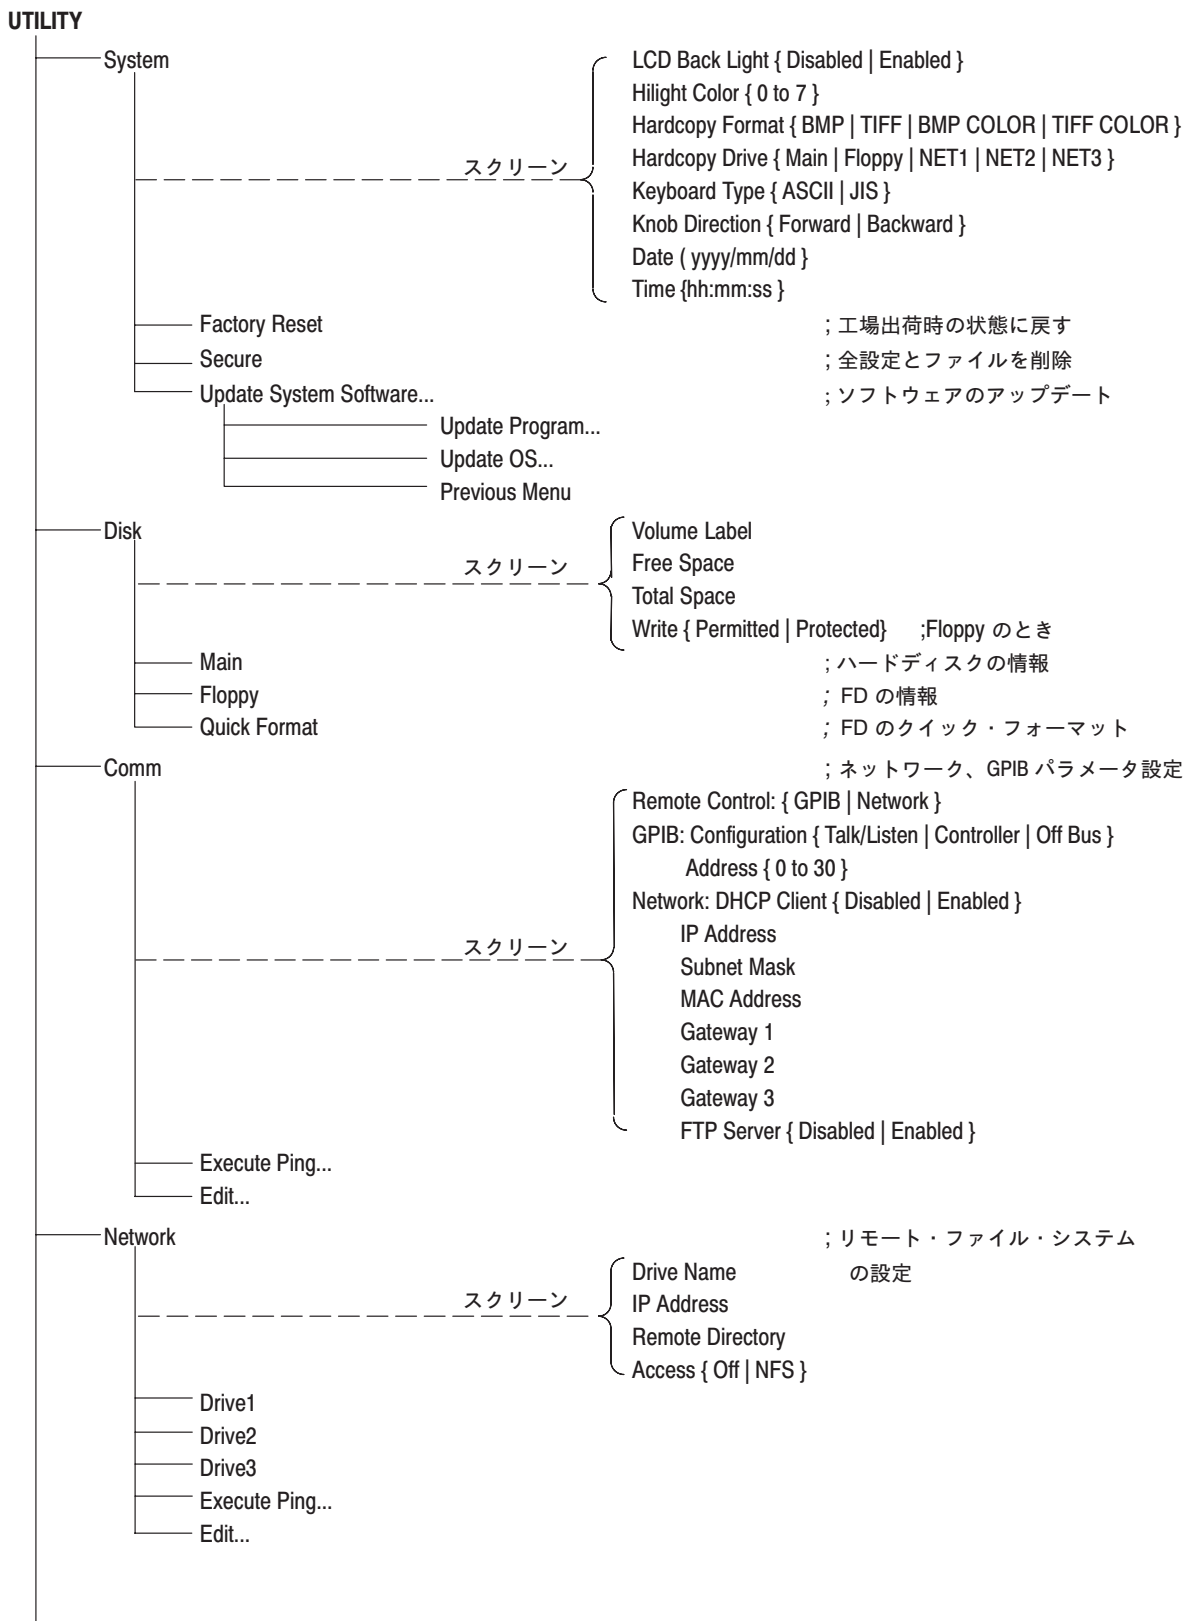 UTILITY
System
LCD Back Light { Disabled | Enabled }
Hilight Color { 0 to 7 }
Hardcopy Format { BMP | TIFF | BMP COLOR | TIFF COLOR }
スクリーン
Hardcopy Drive { Main | Floppy | NET1 | NET2 | NET3 }
Keyboard Type { ASCII | JIS }
Knob Direction { Forward | Backward }
Date ( yyyy/mm/dd }
Time {hh:mm:ss }
Factory Reset ; 工場出荷時の状態に戻す
Secure ; 全設定とファイルを削除
Update System Software... ; ソフトウェアのアップデート
Update Program...
Update OS...
Previous Menu
Disk
Volume Label
スクリーン
Free Space
Total Space
Write { Permitted | Protected} ;Floppy のとき
Main ; ハードディスクの情報
Floppy ; FD の情報
Quick Format ; FD のクイック・フォーマット
Comm ; ネットワーク、GPIB パラメータ設定
Remote Control: { GPIB | Network }
GPIB: Configuration { Talk/Listen | Controller | Off Bus }
Address { 0 to 30 }
Network: DHCP Client { Disabled | Enabled }
IP Address
スクリーン
Subnet Mask
MAC Address
Gateway 1
Gateway 2
Gateway 3
FTP Server { Disabled | Enabled }
Execute Ping...
Edit...
Network ; リモート・ファイル・システム
の設定
Drive Name
スクリーン
IP Address
Remote Directory
Access { Off | NFS }
Drive1
Drive2
Drive3
Execute Ping...
Edit...